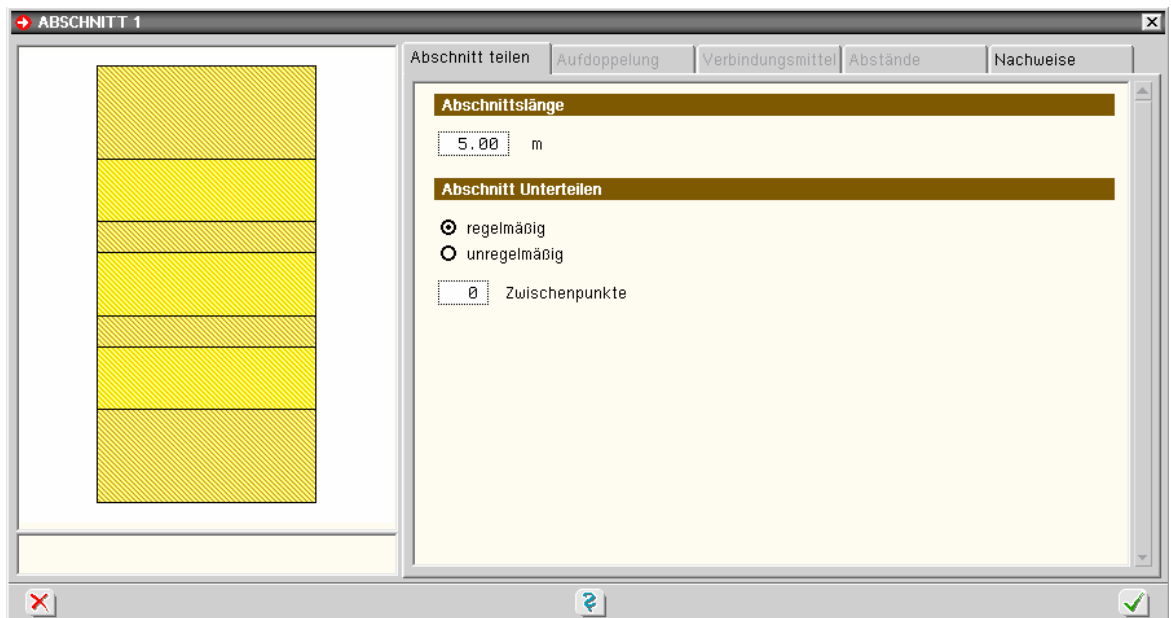 ABSCHNITT 1
Abschnitt teilen
Aufdoppelung
Verbindungsmittel
Abstände
Nachweise
Abschnittslänge
5.00 m
Abschnitt Unterteilen
regelmäßig
unregelmäßig
0 Zwischenpunkte